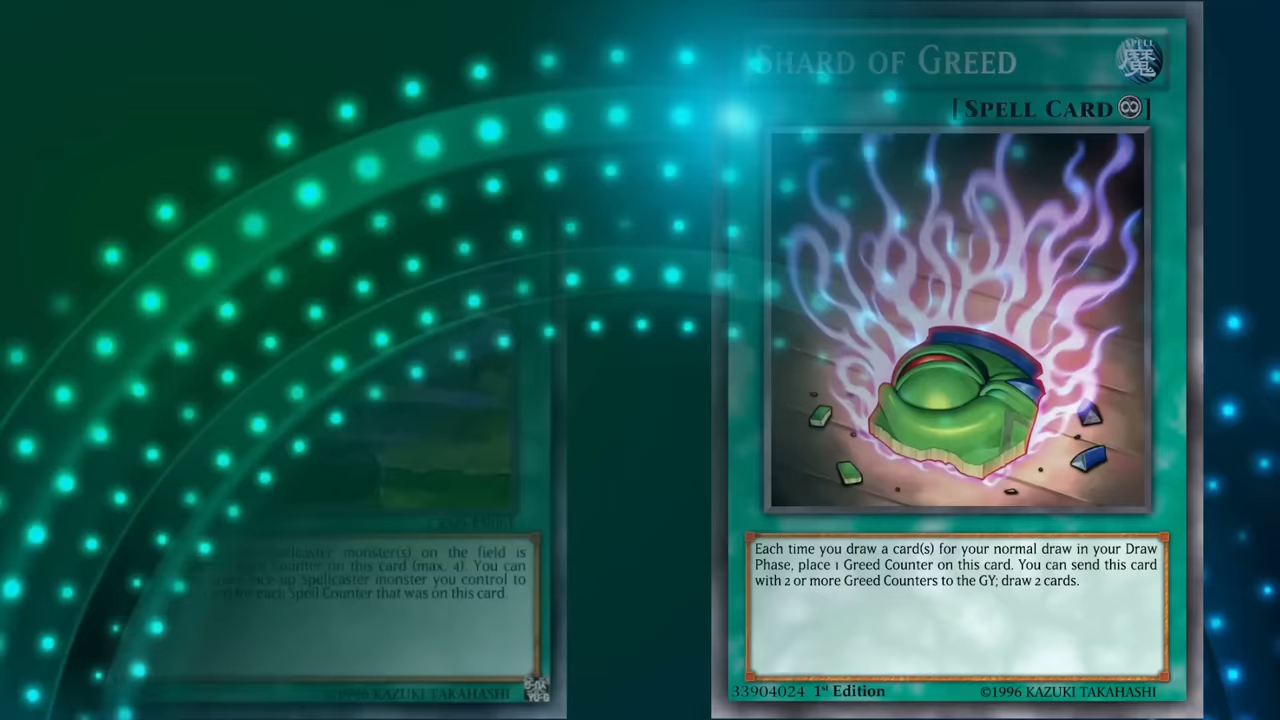 SHARD OF GREED
SPELL
魔
[SPELL CARD ]
Each time you draw a card(s) for your normal draw in your Draw
Phase, place 1 Greed Counter on this card. You can send this card
with 2 or more Greed Counters to the GY; draw 2 cards.
33904024 1st Edition ©1996 KAZUKI TAKAHASHI
Spellcaster monster(s) on the field is
Counter on this card (max. 4). You can
face-up Spellcaster monster you control to
for each Spell Counter that was on this card.
©1996 KAZUKI TAKAHASHI